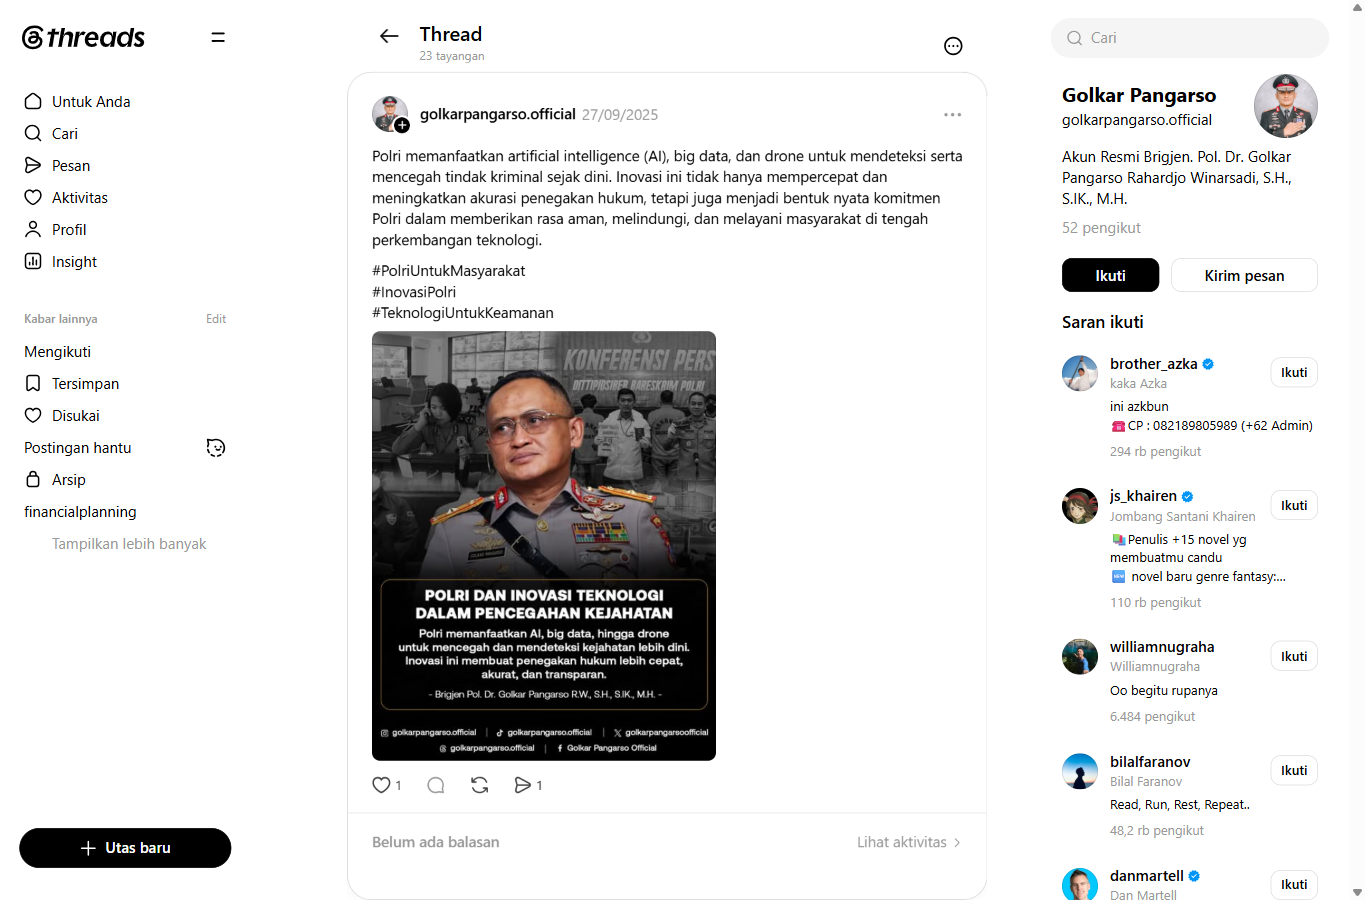 threads
Untuk Anda
Cari
Pesan
Aktivitas
Profil
Insight
Kabar lainnya
Edit
Mengikuti
Tersimpan
Disukai
Postingan hantu
Arsip
financialplanning
Tampilkan lebih banyak
Utas baru
Thread
23 tayangan
golkarpangarso.official 27/09/2025
Polri memanfaatkan artificial intelligence (AI), big data, dan drone untuk mendeteksi serta
mencegah tindak kriminal sejak dini. Inovasi ini tidak hanya mempercepat dan
meningkatkan akurasi penegakan hukum, tetapi juga menjadi bentuk nyata komitmen
Polri dalam memberikan rasa aman, melindungi, dan melayani masyarakat di tengah
perkembangan teknologi.
#PolriUntukMasyarakat
#InovasiPolri
#TeknologiUntukKeamanan
KONFERENSI PERS
DITTIPIDSIBER BARESKRIM POLRI
POLRI DAN INOVASI TEKNOLOGI
DALAM PENCEGAHAN KEJAHATAN
Polri memanfaatkan AI, big data, hingga drone
untuk mencegah dan mendeteksi kejahatan lebih dini.
Inovasi ini membuat penegakan hukum lebih cepat,
akurat, dan transparan.
- Brigjen Pol. Dr. Golkar Pangarso R.W., S.H., S.IK., M.H. -
golkarpangarso.official | golkarpangarso.official | golkarpangarsoofficial
golkarpangarso.official | Golkar Pangarso Official
1
1
Belum ada balasan
Lihat aktivitas
Cari
Golkar Pangarso
golkarpangarso.official
Akun Resmi Brigjen. Pol. Dr. Golkar
Pangarso Rahardjo Winarsadi, S.H.,
S.IK., M.H.
52 pengikut
Ikuti
Kirim pesan
Saran ikuti
brother_azka
Ikuti
kaka Azka
ini azkbun
☎️CP : 082189805989 (+62 Admin)
294 rb pengikut
js_khairen
Ikuti
Jombang Santani Khairen
📚Penulis +15 novel yg
membuatmu candu
🆕 novel baru genre fantasy:...
110 rb pengikut
williamnugraha
Ikuti
Williamnugraha
Oo begitu rupanya
6.484 pengikut
bilalfaranov
Ikuti
Bilal Faranov
Read, Run, Rest, Repeat..
48,2 rb pengikut
danmartell
Ikuti
Dan Martell